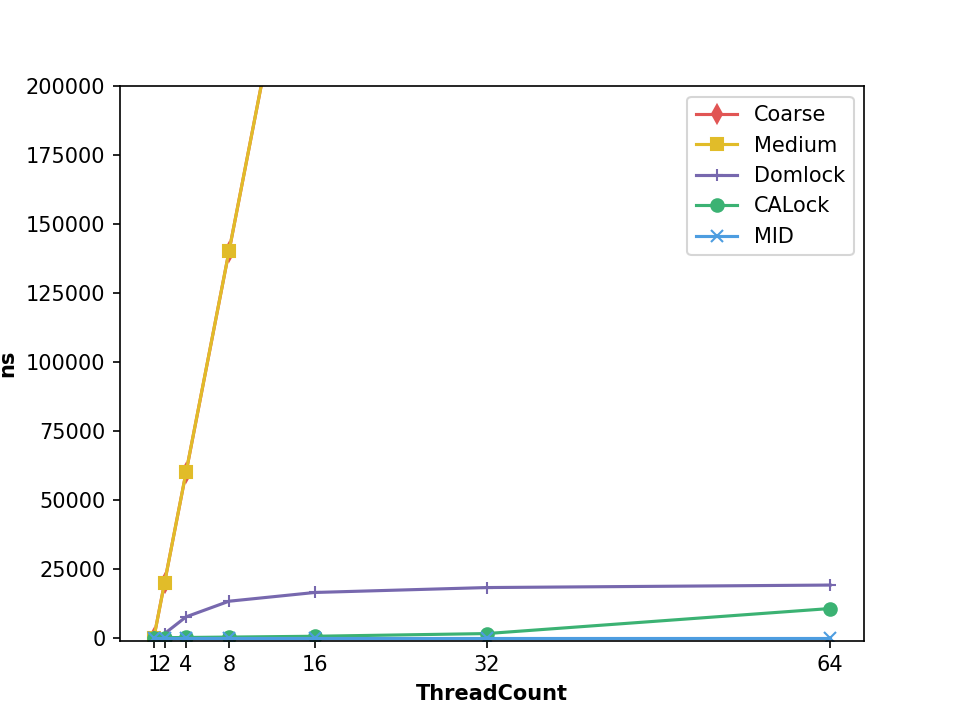 200000
175000
150000
125000
100000
75000
50000
25000
0
ns
1 2 4 8 16 32 64
ThreadCount
Coarse
Medium
Domlock
CALock
MID